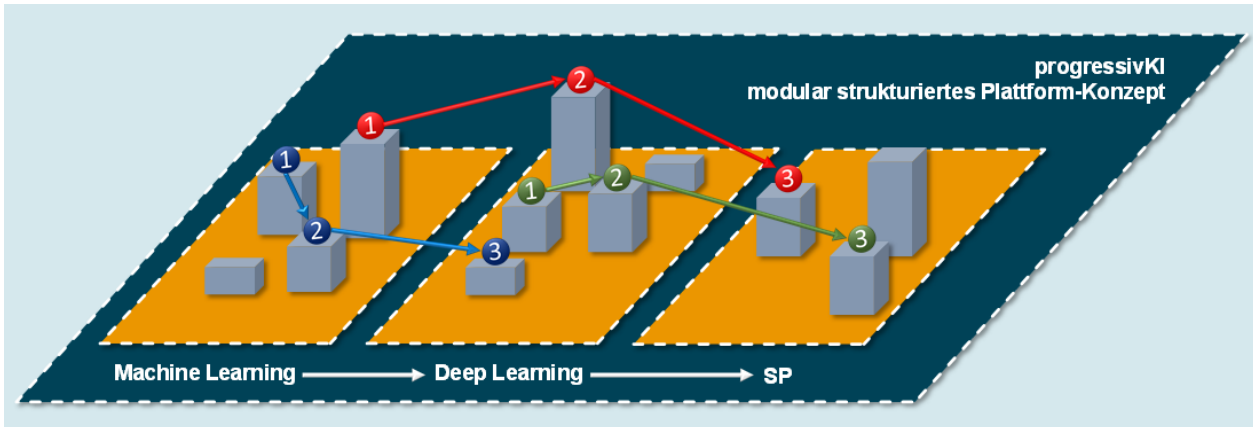 progressivKI
modular strukturiertes Plattform-Konzept
2
1
1
1
2
3
2
3
3
Machine Learning
Deep Learning
SP